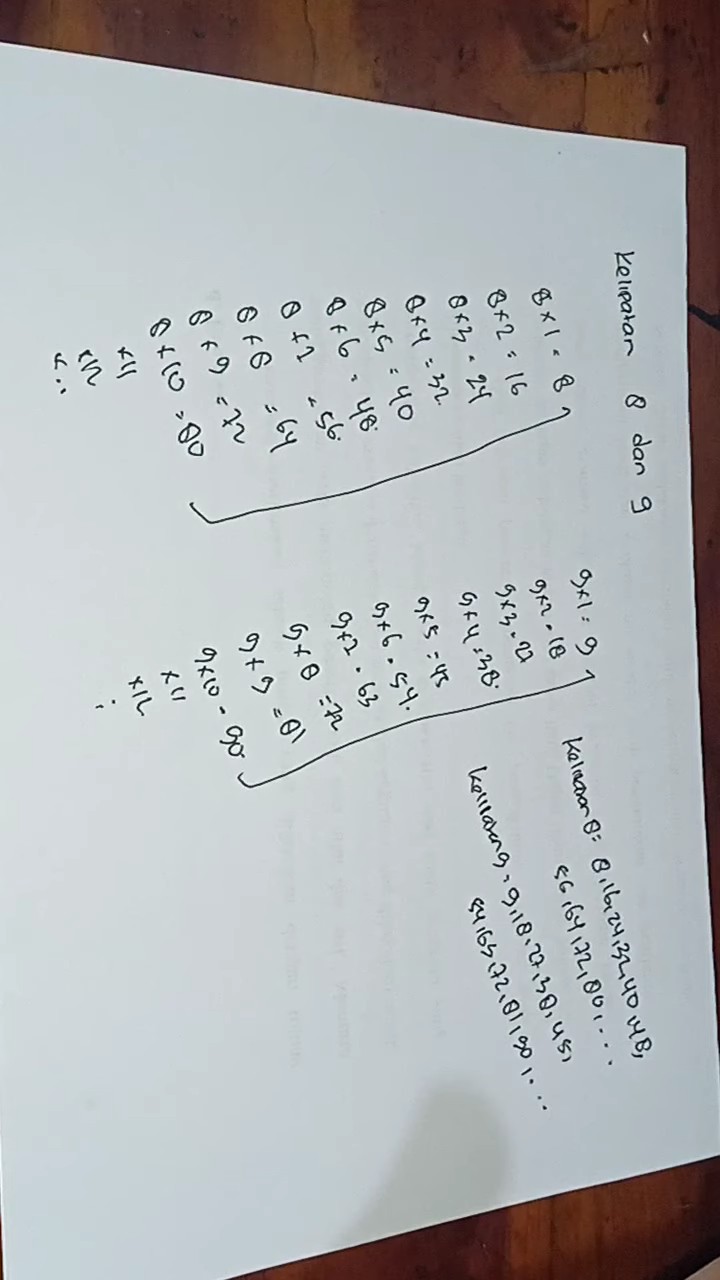 Kelipatan 8 dan 9
8 x 1 = 8
8 x 2 = 16
8 x 3 = 24
8 x 4 = 32
8 x 5 = 40
8 x 6 = 48
8 x 7 = 56
8 x 8 = 64
8 x 9 = 72
8 x 10 = 80
x 11
x 12
x :
9 x 1 = 9
9 x 2 = 18
9 x 3 = 27
9 x 4 = 38
9 x 5 = 45
9 x 6 = 54
9 x 7 = 63
9 x 8 = 72
9 x 9 = 81
9 x 10 = 90
x 11
x 12
:
Kelipatan 8 = 8, 16, 24, 32, 40, 48,
56, 64, 72, 80, ...
Kelipatan 9 = 9, 18, 27, 38, 45,
54, 63, 72, 81, 90, ...